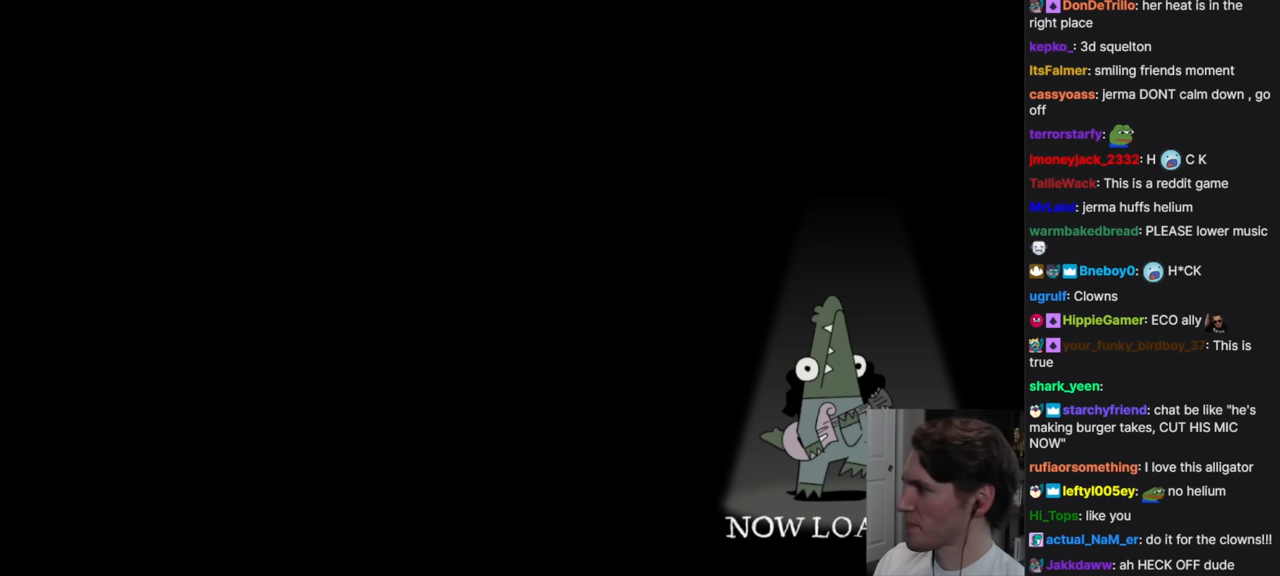 DonDeTrillo: her heat is in the
right place
kepko_: 3d squelton
ItsFalmer: smiling friends moment
cassyoass: jerma DONT calm down , go
off
terrorstarfy:
jmoneyjack_2332: H C K
TallieWack: This is a reddit game
: jerma huffs helium
warmbakedbread: PLEASE lower music
Bneboy0: H*CK
ugrulf: Clowns
HippieGamer: ECO ally
your_funky_birdboy_37: This is
true
shark_yeen:
starchyfriend: chat be like "he's
making burger takes, CUT HIS MIC
NOW"
rufiaorsomething: I love this alligator
leftyl005ey: no helium
Hi_Tops: like you
actual_NaM_er: do it for the clowns!!!
Jakkdaww: ah HECK OFF dude
NOW LOA